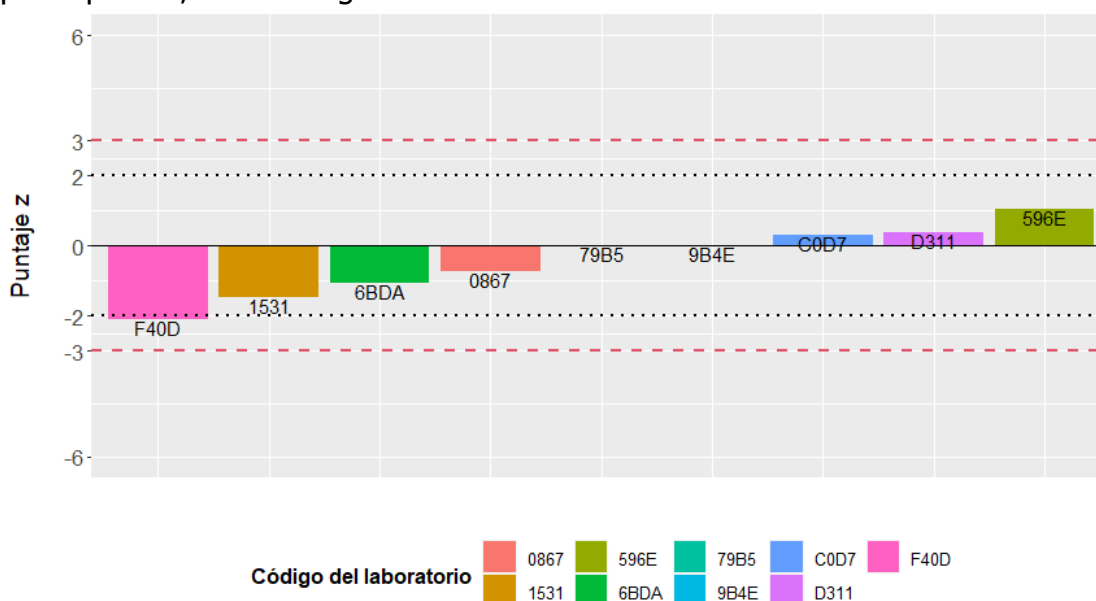 6
3
2
0
-2
-3
-6
Puntaje z
F40D
1531
6BDA
0867
79B5
9B4E
C0D7
D311
596E
Código del laboratorio
0867 596E 79B5 C0D7 F40D
1531 6BDA 9B4E D311